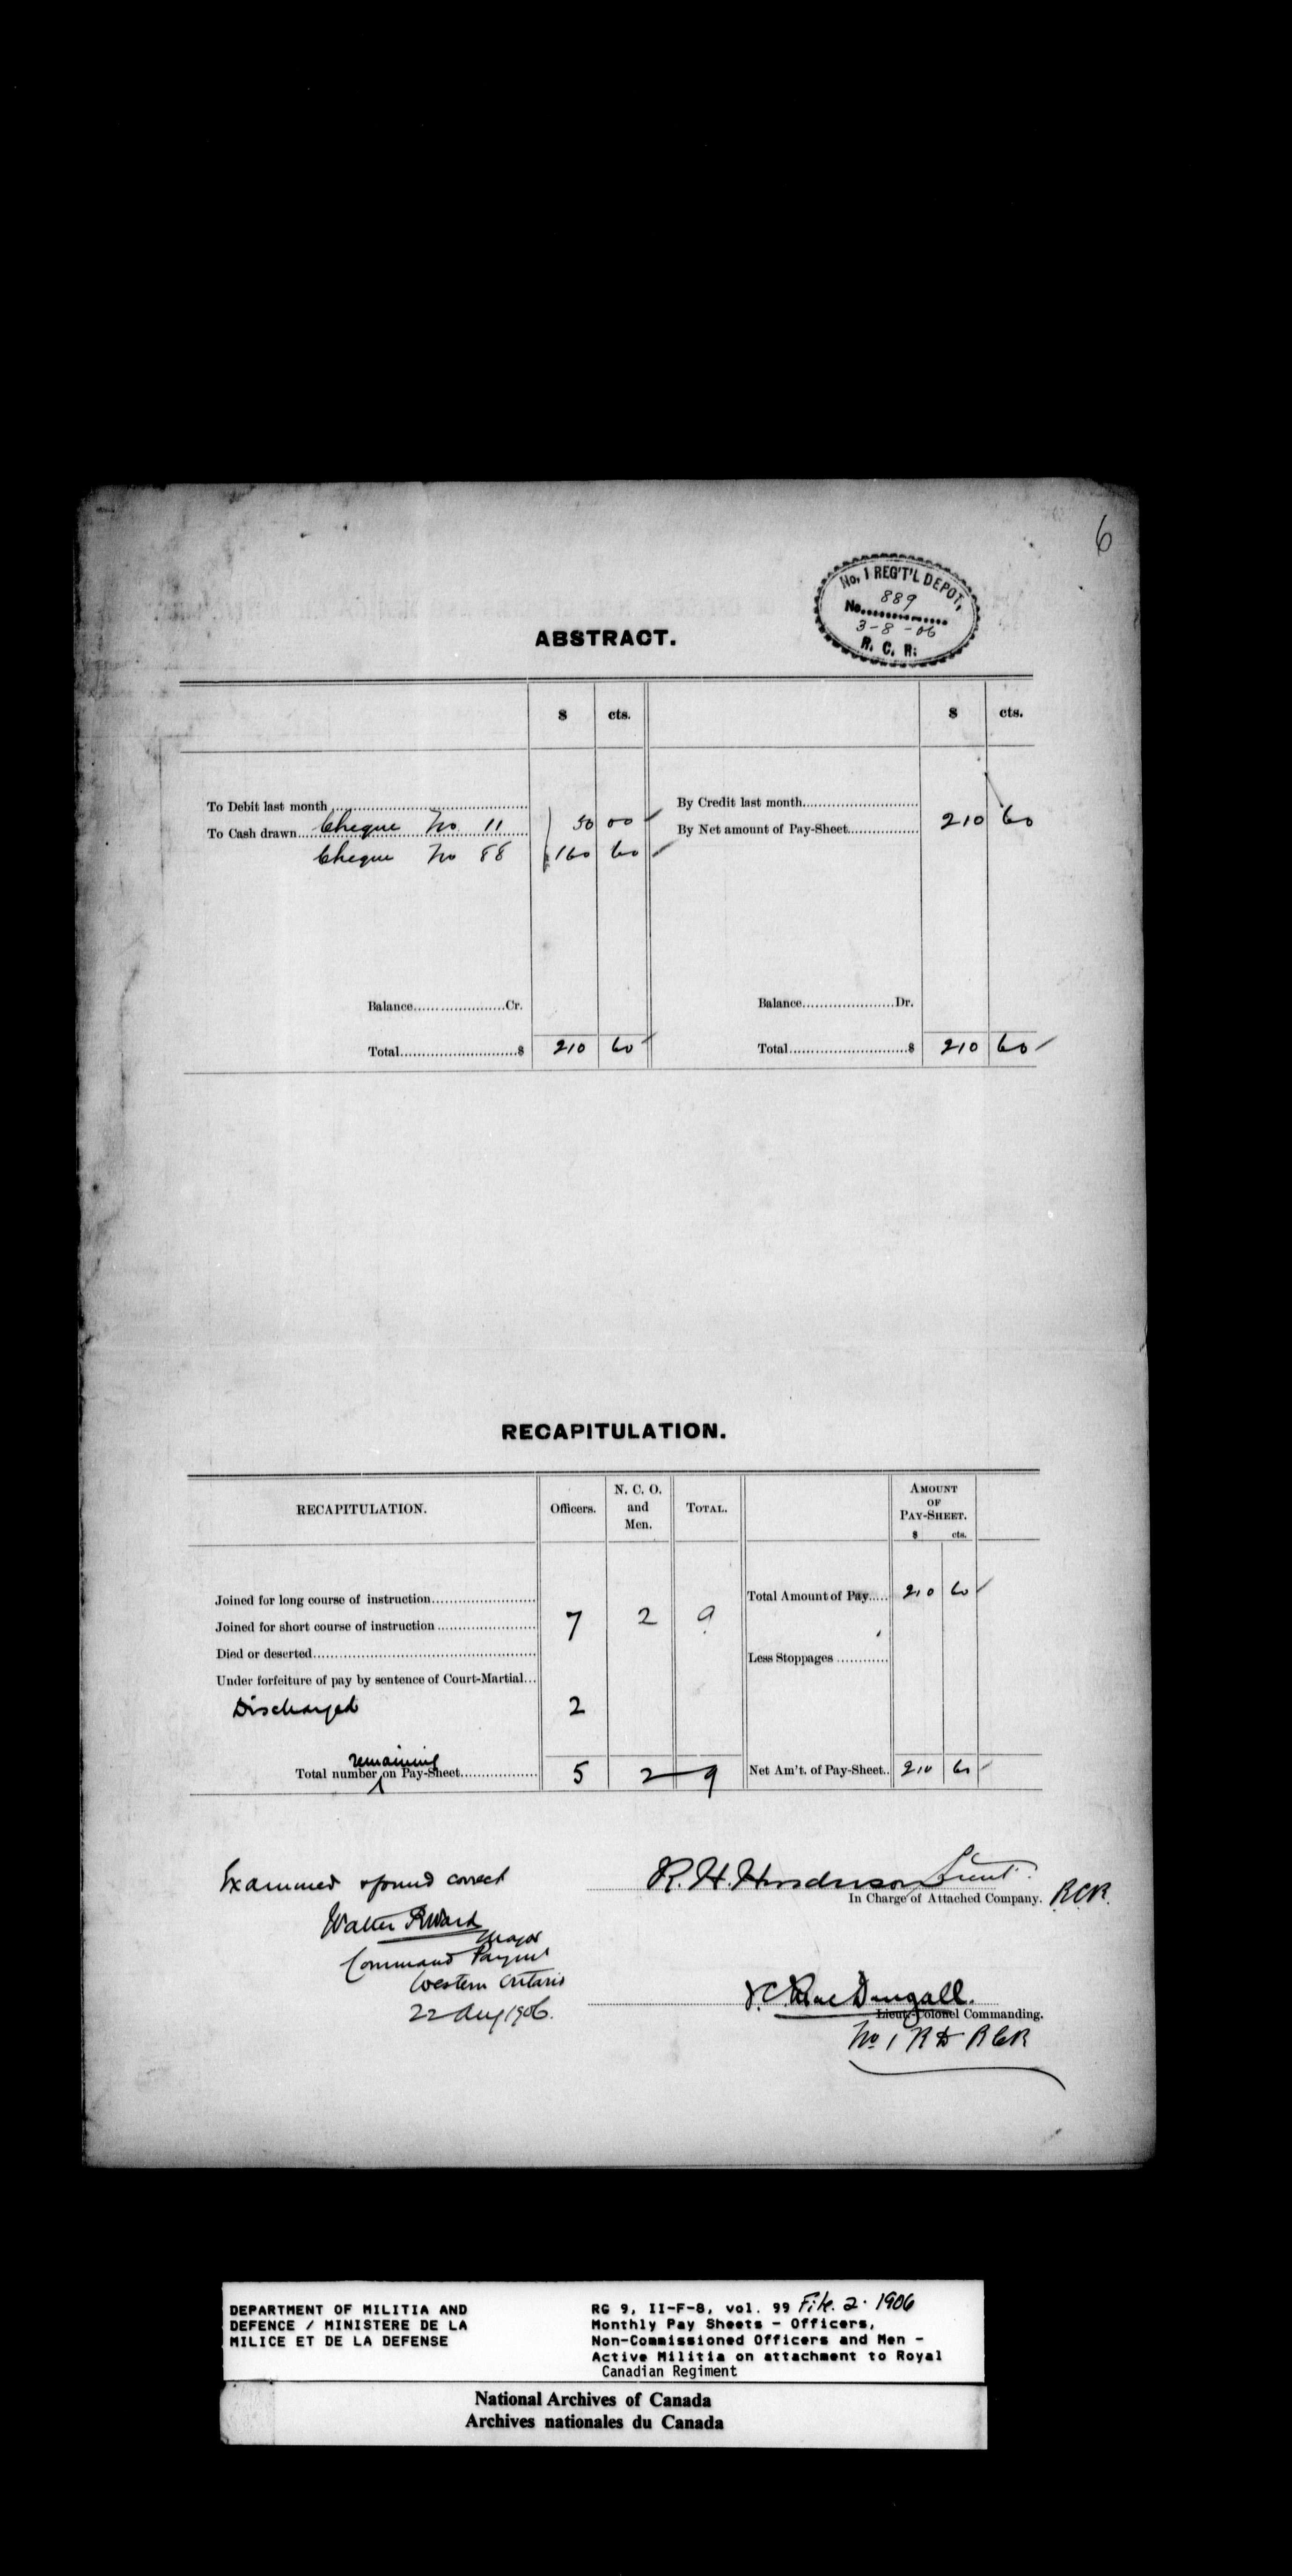 6
No. 1 REG'T'L DEPOT,
No. 889
3-8-06
R. C. R.
ABSTRACT.
$ cts. $ cts.
To Debit last month By Credit last month
To Cash drawn Cheque No 11 50 00 By Net amount of Pay-Sheet 210 60
Cheque No 88 160 60
Balance Cr. Balance Dr.
Total $ 210 60 Total $ 210 60
RECAPITULATION.
RECAPITULATION. Officers. N. C. O. and Men. TOTAL. AMOUNT OF PAY-SHEET. $ cts.
Joined for long course of instruction Total Amount of Pay 210 60
Joined for short course of instruction 7 2 9
Died or deserted Less Stoppages
Under forfeiture of pay by sentence of Court-Martial
Discharged 2
remaining
Total number on Pay-Sheet 5 2 9 Net Am't. of Pay-Sheet 210 60
Examined & found correct
R. H. Lieut.
In Charge of Attached Company. RCR.
Walter Ward
Major
Command Paymr
Western Ontario
22 Aug 1906.
J.C. MacDougall.
Lieut.-Colonel Commanding.
No 1 R D R C R
DEPARTMENT OF MILITIA AND
DEFENCE / MINISTERE DE LA
MILICE ET DE LA DEFENSE
RG 9, II-F-8, vol. 99 File. 2. 1906
Monthly Pay Sheets - Officers,
Non-Commissioned Officers and Men -
Active Militia on attachment to Royal
Canadian Regiment
National Archives of Canada
Archives nationales du Canada